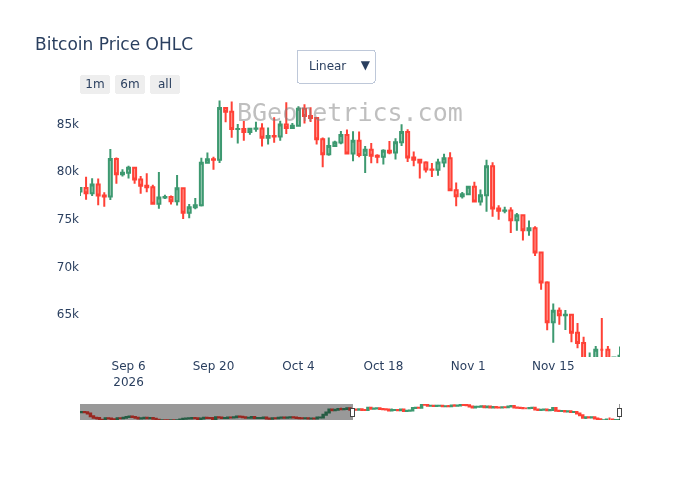 Bitcoin Price OHLC
Linear ▼
1m 6m all
BGeometrics.com
85k
80k
75k
70k
65k
Sep 6 Sep 20 Oct 4 Oct 18 Nov 1 Nov 15
2026